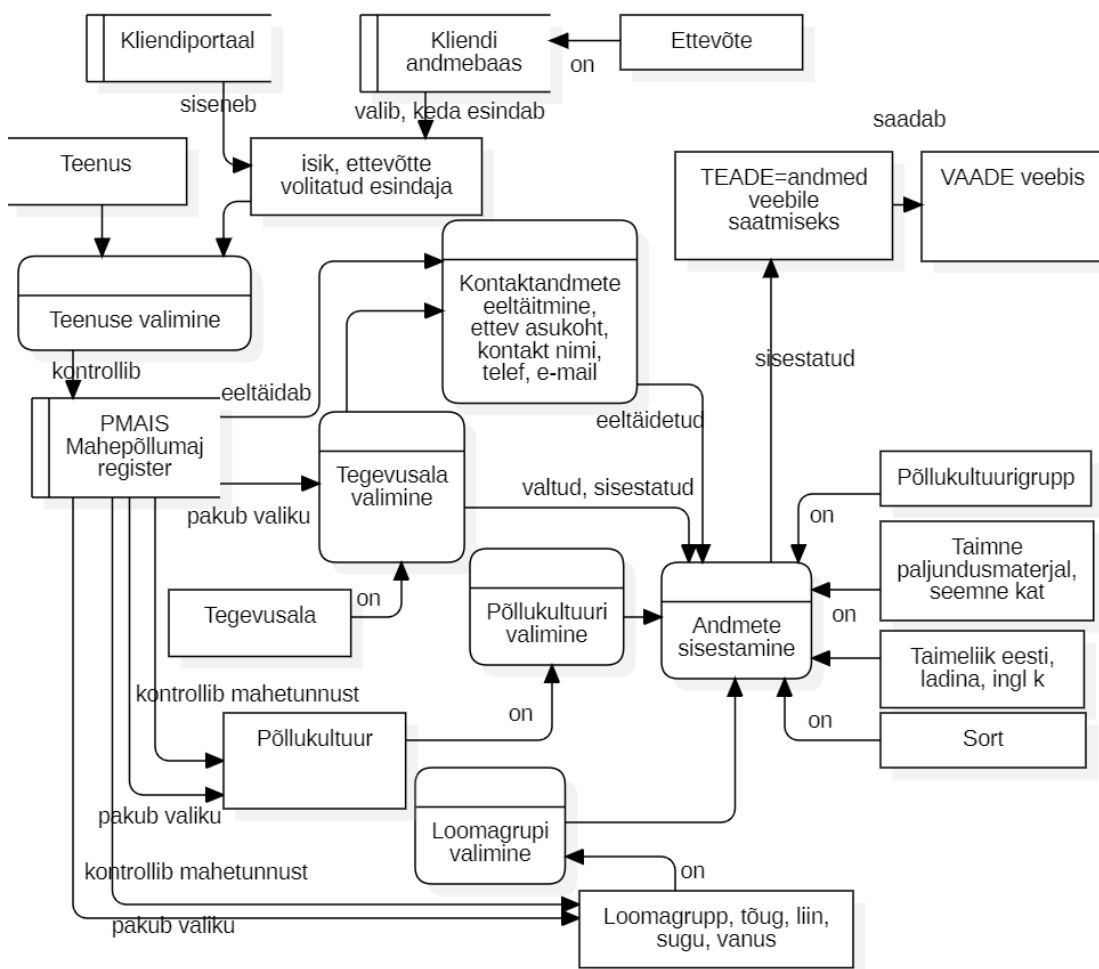 Kliendiportaal
Kliendi
andmebaas
Ettevõte
on
siseneb
valib, keda esindab
saadab
Teenus
isik, ettevõtte
volitatud esindaja
TEADE=andmed
veebile
saatmiseks
VAADE veebis
Teenuse valimine
Kontaktandmete
eeltäitmine,
ettev asukoht,
kontakt nimi,
telef, e-mail
sisestatud
kontrollib
eeltäidab
eeltäidetud
PMAIS
Mahepõllumaj
register
Tegevusala
valimine
pakub valiku
valtud, sisestatud
Põllukultuurigrupp
on
Taimne
paljundusmaterjal,
seemne kat
on
Tegevusala
on
Põllukultuuri
valimine
Andmete
sisestamine
Taimeliik eesti,
ladina, ingl k
kontrollib mahetunnust
on
on
Sort
Põllukultuur
pakub valiku
Loomagrupi
valimine
kontrollib mahetunnust
on
pakub valiku
Loomagrupp, tõug, liin,
sugu, vanus